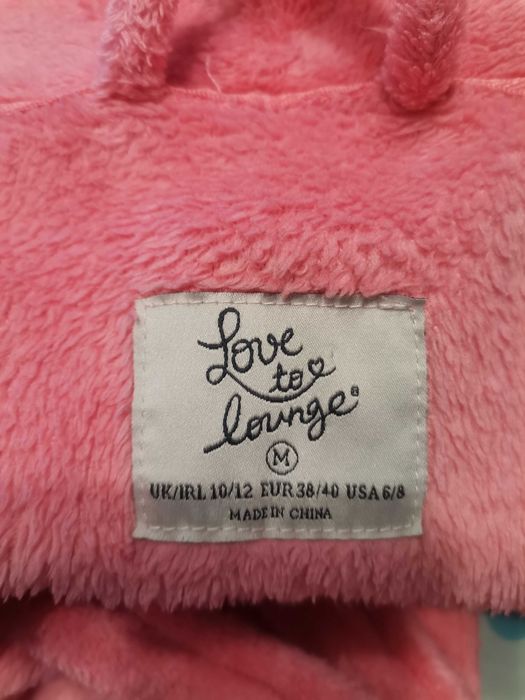 Love
to
lounge®
M
UK/IRL 10/12 EUR 38/40 USA 6/8
MADE IN CHINA